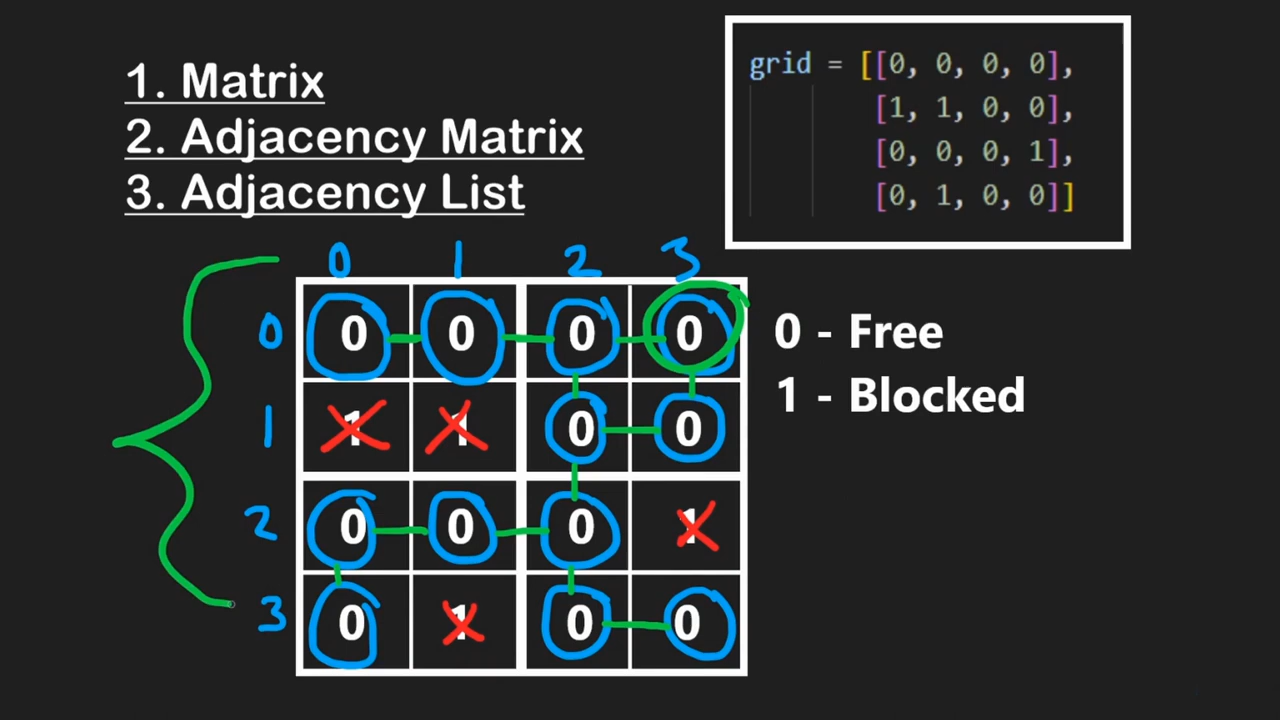 1. Matrix
2. Adjacency Matrix
3. Adjacency List
grid = [[0, 0, 0, 0],
[1, 1, 0, 0],
[0, 0, 0, 1],
[0, 1, 0, 0]]
0 1 2 3
0 0 0 0 0
1 1 1 0 0
2 0 0 0 1
3 0 1 0 0
0 - Free
1 - Blocked